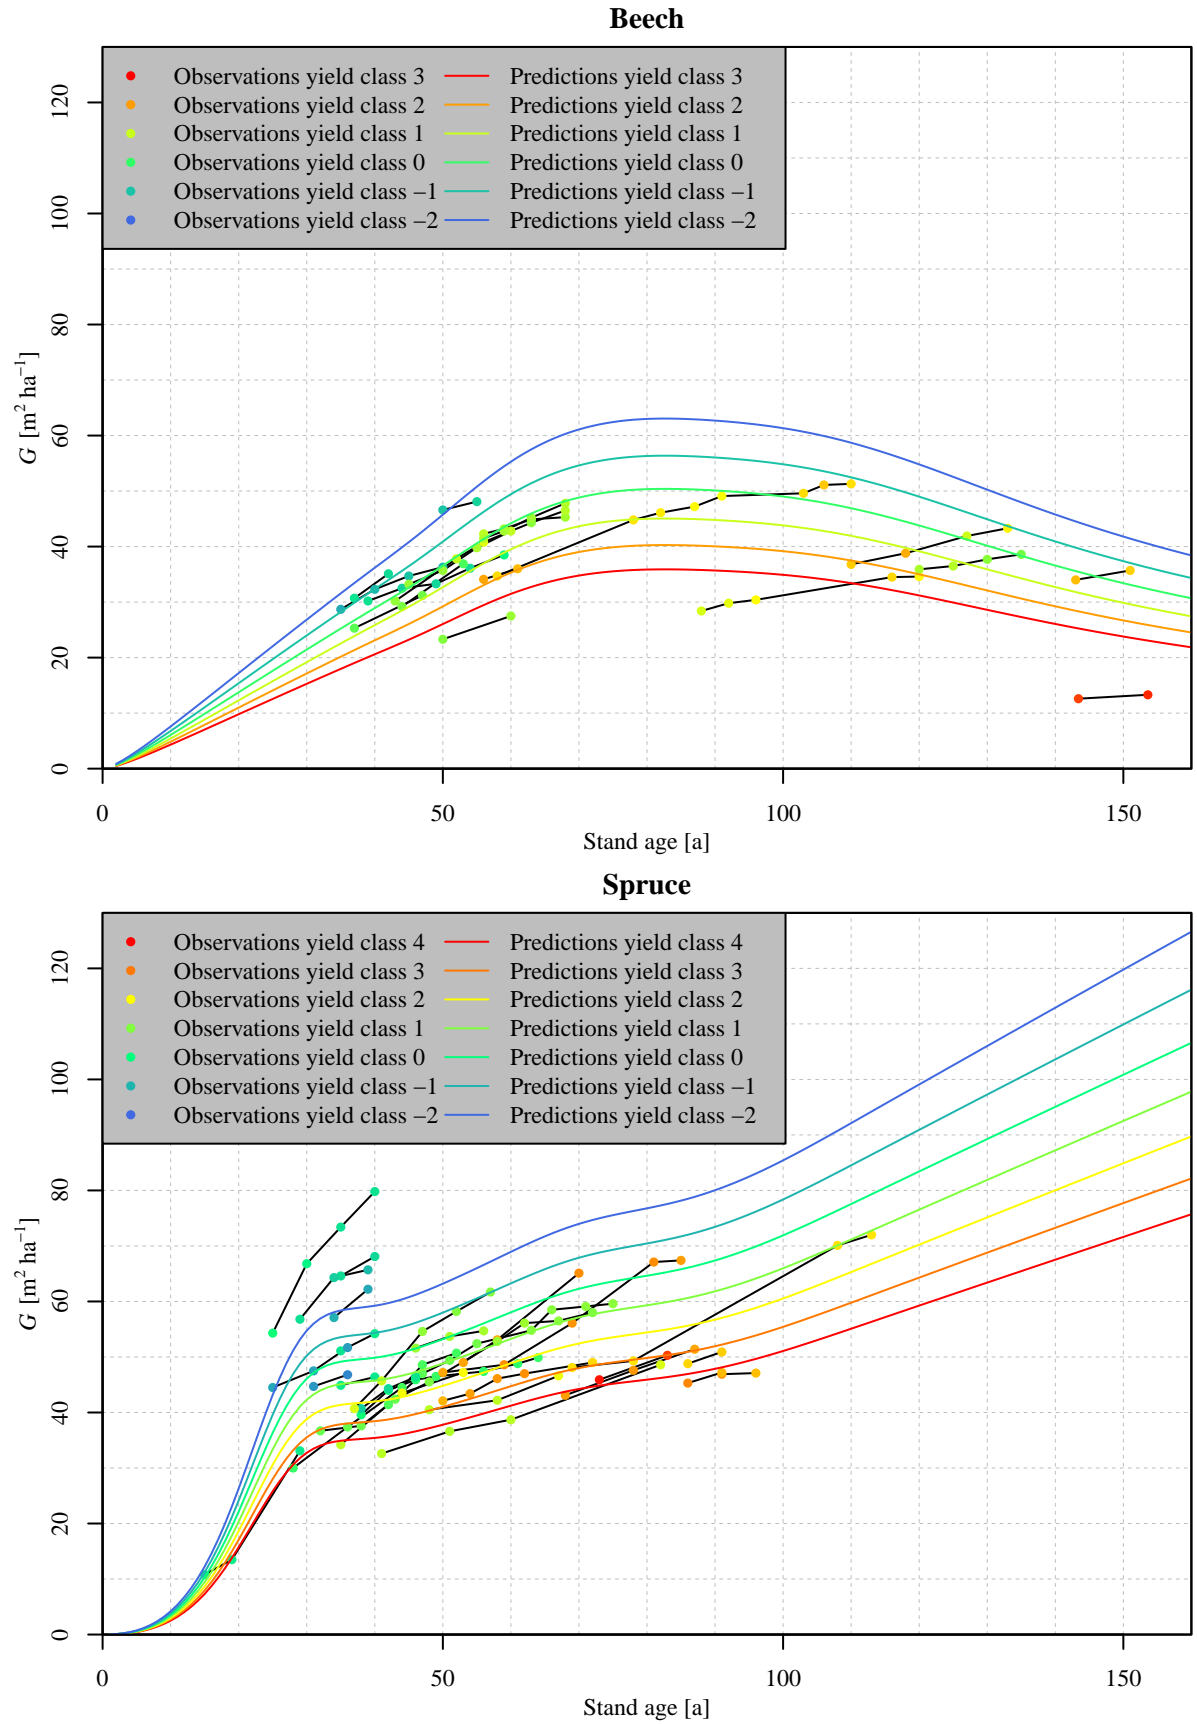 Beech
Observations yield class 3 Predictions yield class 3
Observations yield class 2 Predictions yield class 2
Observations yield class 1 Predictions yield class 1
Observations yield class 0 Predictions yield class 0
Observations yield class −1 Predictions yield class −1
Observations yield class −2 Predictions yield class −2
120
100
80
60
40
20
0
G [m² ha⁻¹]
0 50 100 150
Stand age [a]
Spruce
Observations yield class 4 Predictions yield class 4
Observations yield class 3 Predictions yield class 3
Observations yield class 2 Predictions yield class 2
Observations yield class 1 Predictions yield class 1
Observations yield class 0 Predictions yield class 0
Observations yield class −1 Predictions yield class −1
Observations yield class −2 Predictions yield class −2
120
100
80
60
40
20
0
G [m² ha⁻¹]
0 50 100 150
Stand age [a]